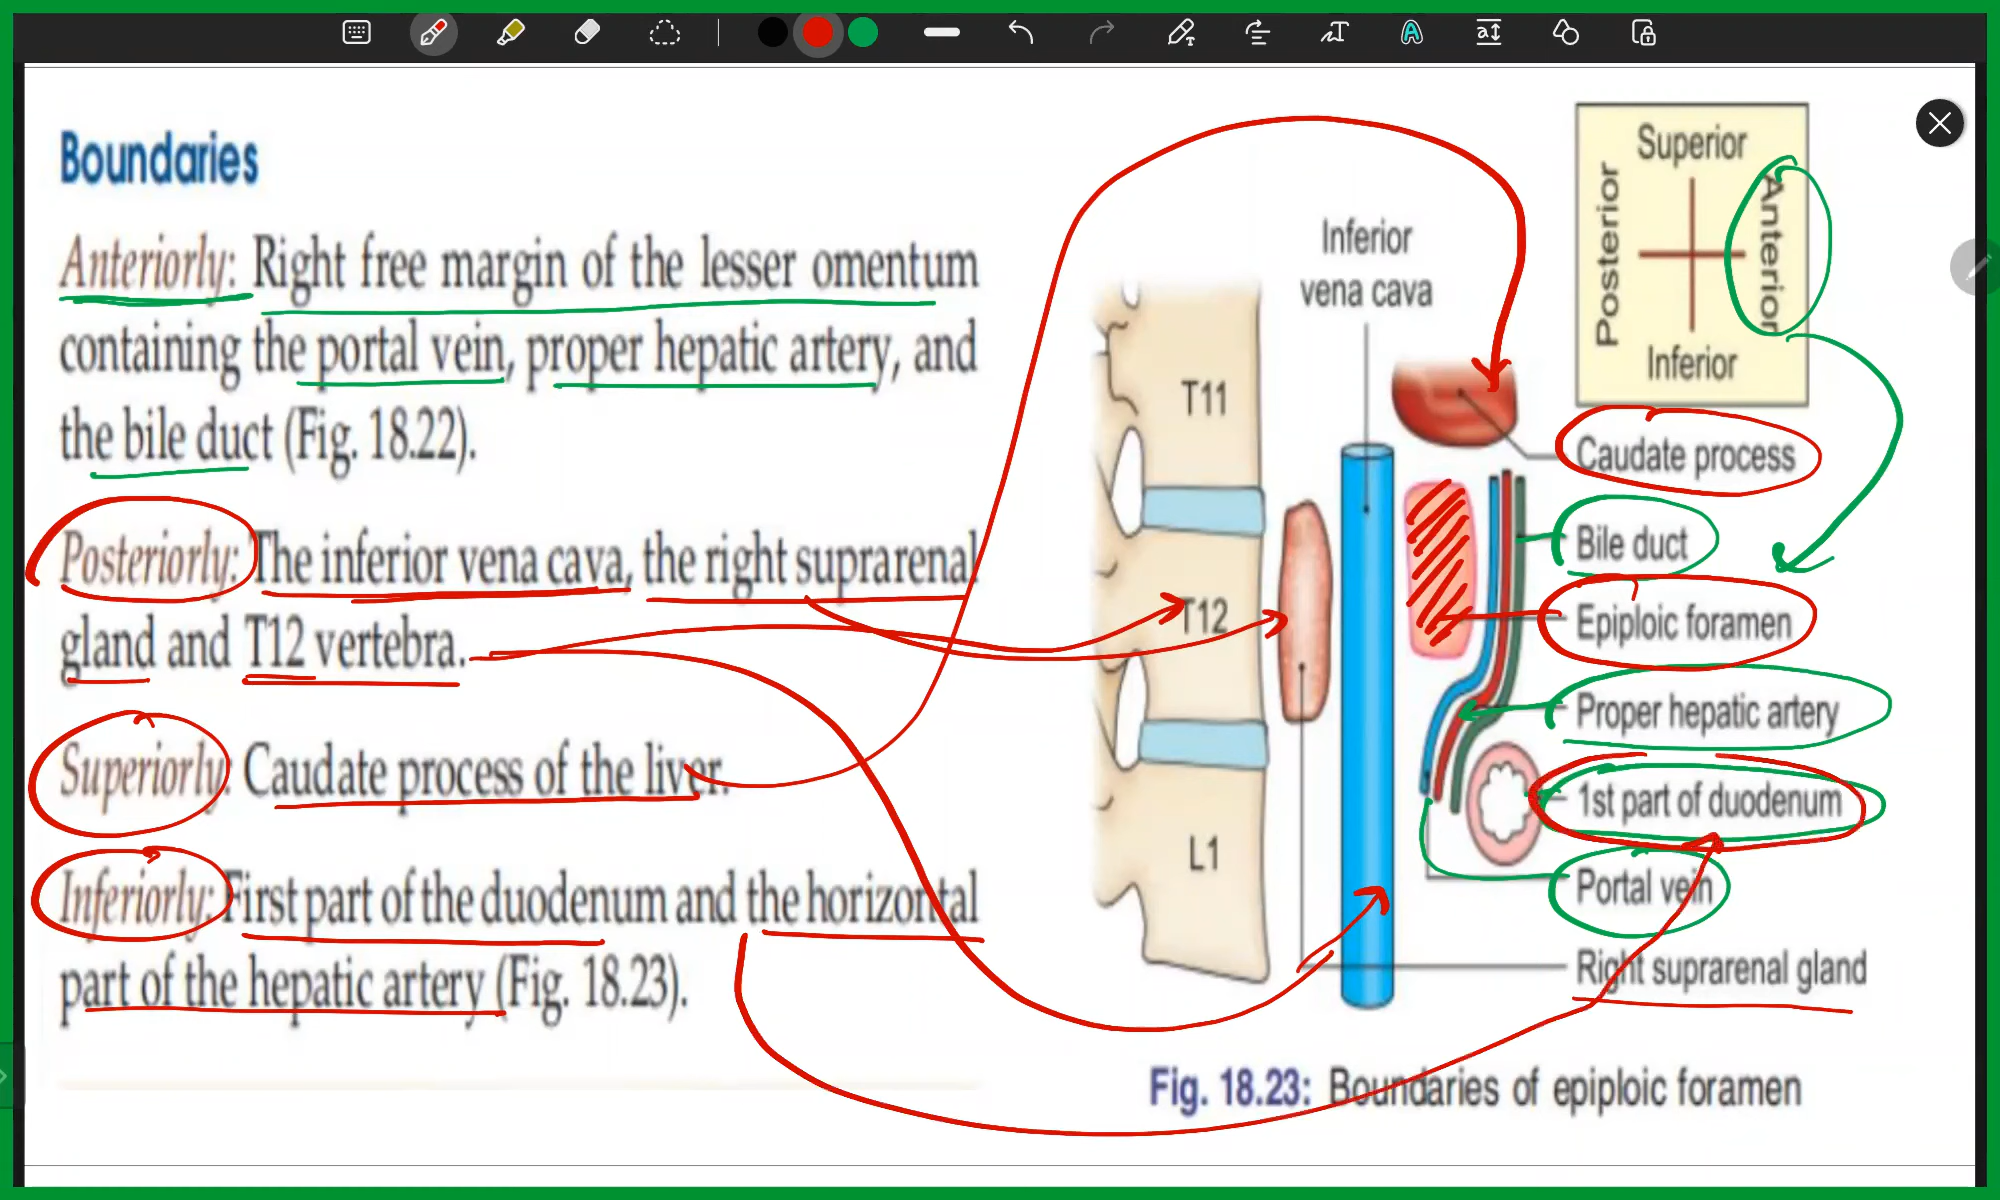 Boundaries
Anteriorly: Right free margin of the lesser omentum
containing the portal vein, proper hepatic artery, and
the bile duct (Fig. 18.22).
Posteriorly: The inferior vena cava, the right suprarenal
gland and T12 vertebra.
Superiorly: Caudate process of the liver.
Inferiorly: First part of the duodenum and the horizontal
part of the hepatic artery (Fig. 18.23).
Superior
Posterior
Anterior
Inferior
Inferior
vena cava
T11
T12
L1
Caudate process
Bile duct
Epiploic foramen
Proper hepatic artery
1st part of duodenum
Portal vein
Right suprarenal gland
Fig. 18.23: Boundaries of epiploic foramen